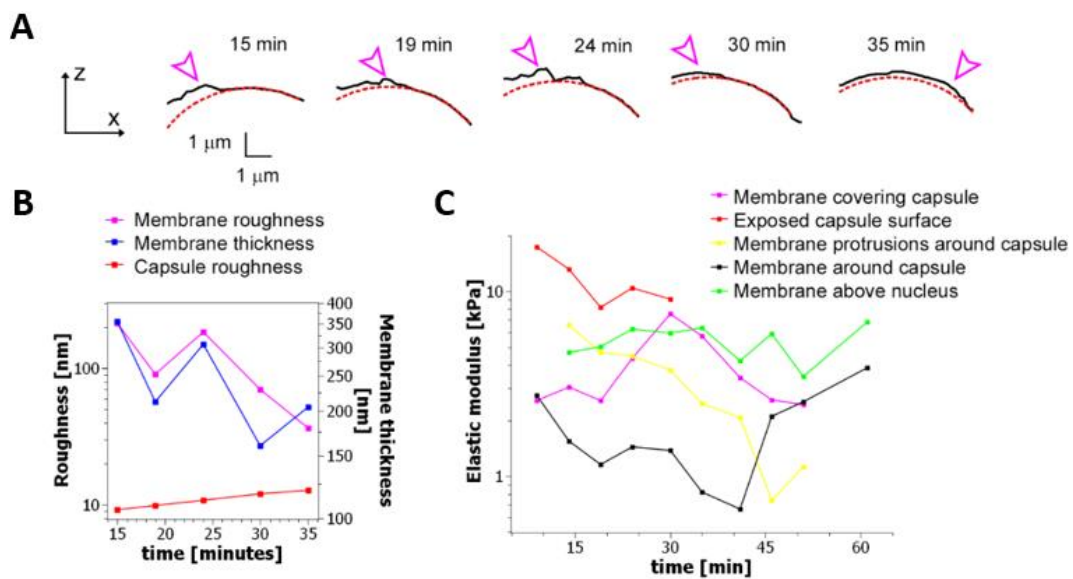 A
15 min
19 min
24 min
30 min
35 min
Z
X
1 μm
1 μm
B
Membrane roughness
Membrane thickness
Capsule roughness
Roughness [nm]
100
10
400
350
300
250
200
150
100
Membrane thickness
[nm]
15
20
25
30
35
time [minutes]
C
Membrane covering capsule
Exposed capsule surface
Membrane protrusions around capsule
Membrane around capsule
Membrane above nucleus
Elastic modulus [kPa]
10
1
15
30
45
60
time [min]